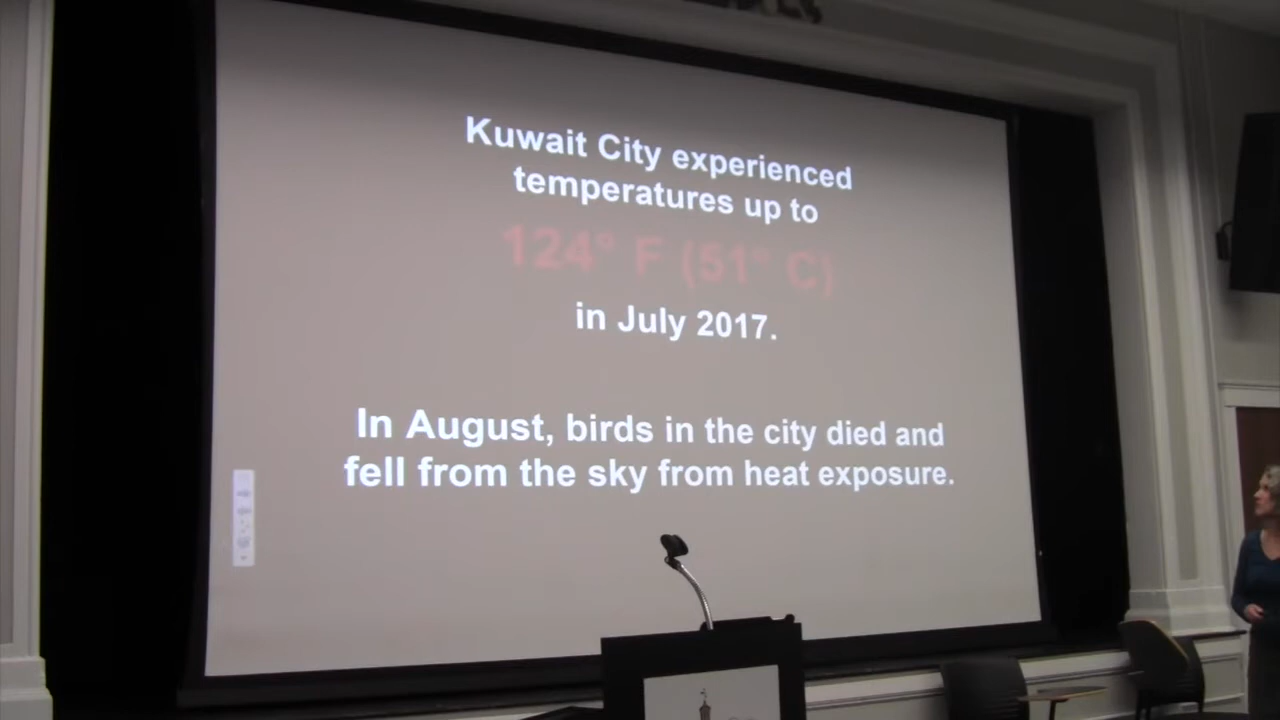 Kuwait City experienced
temperatures up to
124° F (51° C)
in July 2017.
In August, birds in the city died and
fell from the sky from heat exposure.